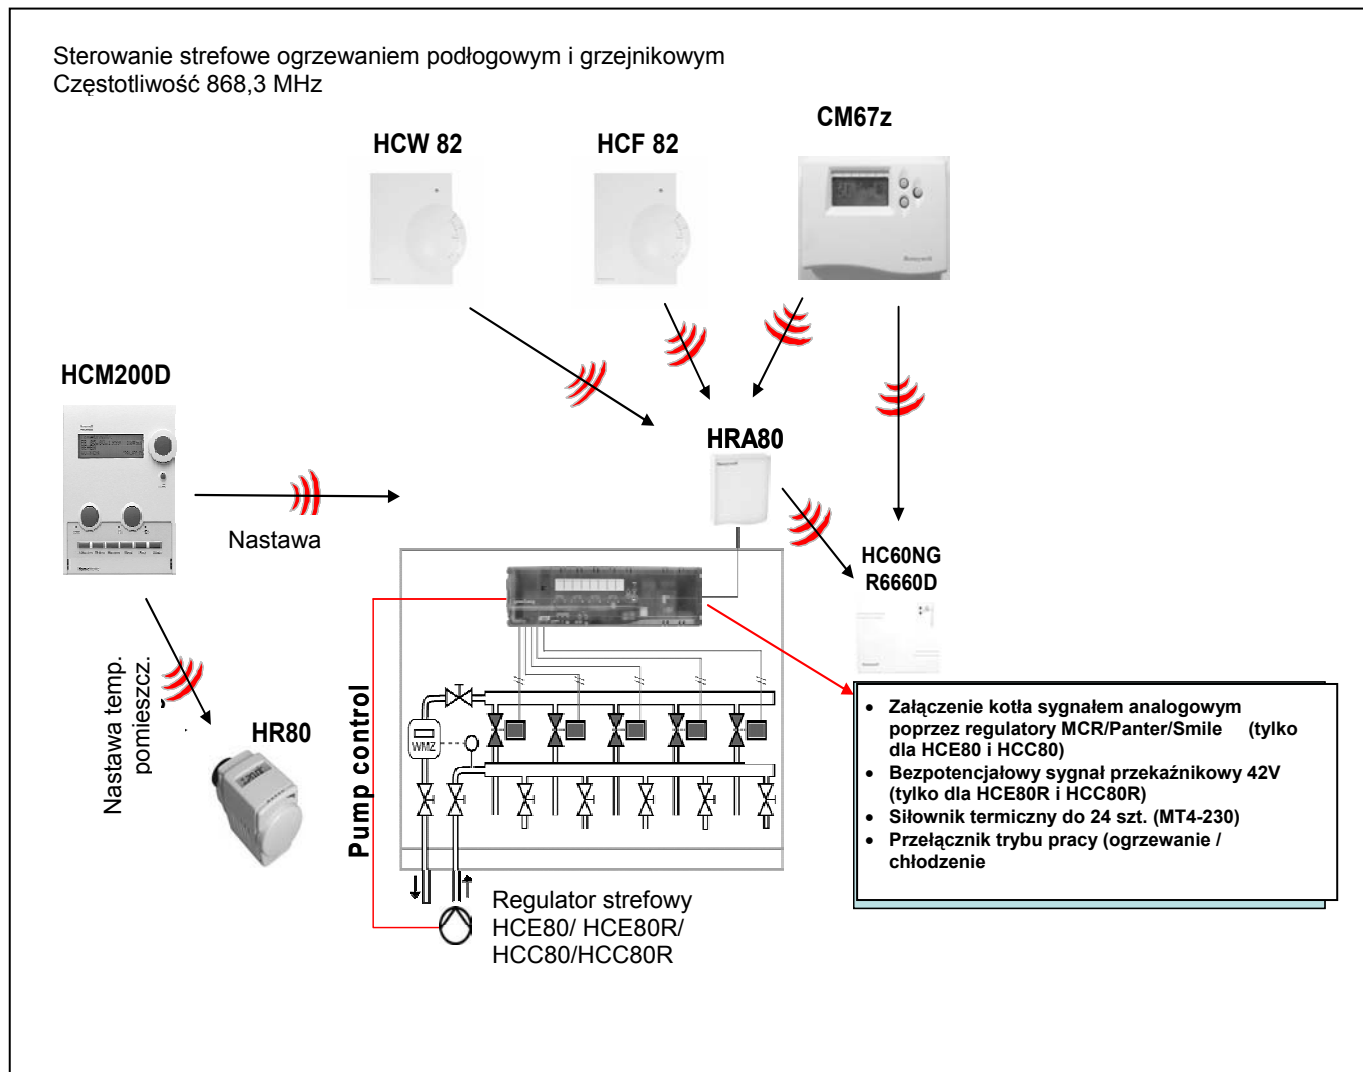 Sterowanie strefowe ogrzewaniem podłogowym i grzejnikowym
Częstotliwość 868,3 MHz
HCW 82
HCF 82
CM67z
Honeywell
HCM200D
HRA80
Nastawa
HC60NG
R6660D
Nastawa temp.
pomieszcz.
HR80
Pump control
WMZ
• Załączenie kotła sygnałem analogowym
poprzez regulatory MCR/Panter/Smile (tylko
dla HCE80 i HCC80)
• Bezpotencjałowy sygnał przekaźnikowy 42V
(tylko dla HCE80R i HCC80R)
• Siłownik termiczny do 24 szt. (MT4-230)
• Przełącznik trybu pracy (ogrzewanie /
chłodzenie
Regulator strefowy
HCE80/ HCE80R/
HCC80/HCC80R